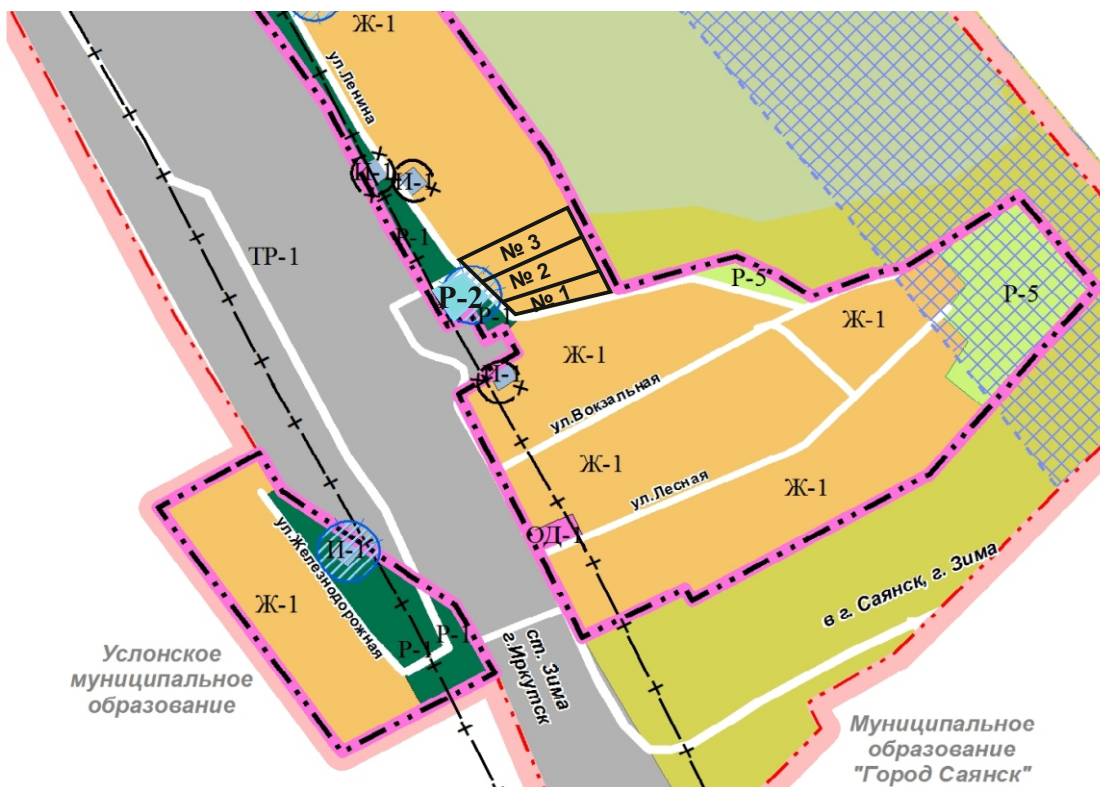 Ж-1
ул.Ленина
И-1
И-1
Р-1
ТР-1
№ 3
№ 2
№ 1
Р-2
Р-1
Р-5
Р-5
Ж-1
Ж-1
И-1
ул.Вокзальная
Ж-1
ул.Лесная
Ж-1
ОД-1
И-1
ул.Железнодорожная
Ж-1
Р-1
Р-1
в г. Саянск, г. Зима
ст. Зима
г.Иркутск
Услонское
муниципальное
образование
Муниципальное
образование
"Город Саянск"